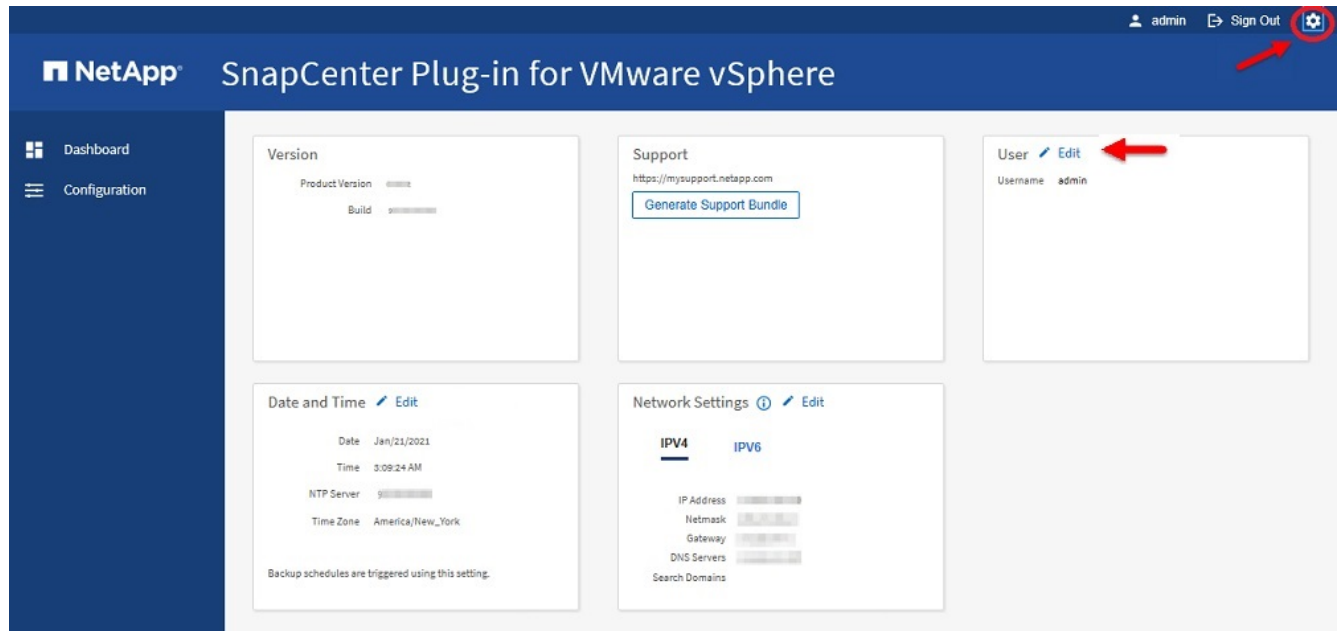 admin Sign Out
NetApp SnapCenter Plug-in for VMware vSphere
Dashboard
Configuration
Version
Product Version
Build
Support
https://mysupport.netapp.com
Generate Support Bundle
User Edit
Username admin
Date and Time Edit
Date Jan/21/2021
Time 3:09:24 AM
NTP Server
Time Zone America/New_York
Backup schedules are triggered using this setting.
Network Settings Edit
IPV4 IPV6
IP Address
Netmask
Gateway
DNS Servers
Search Domains